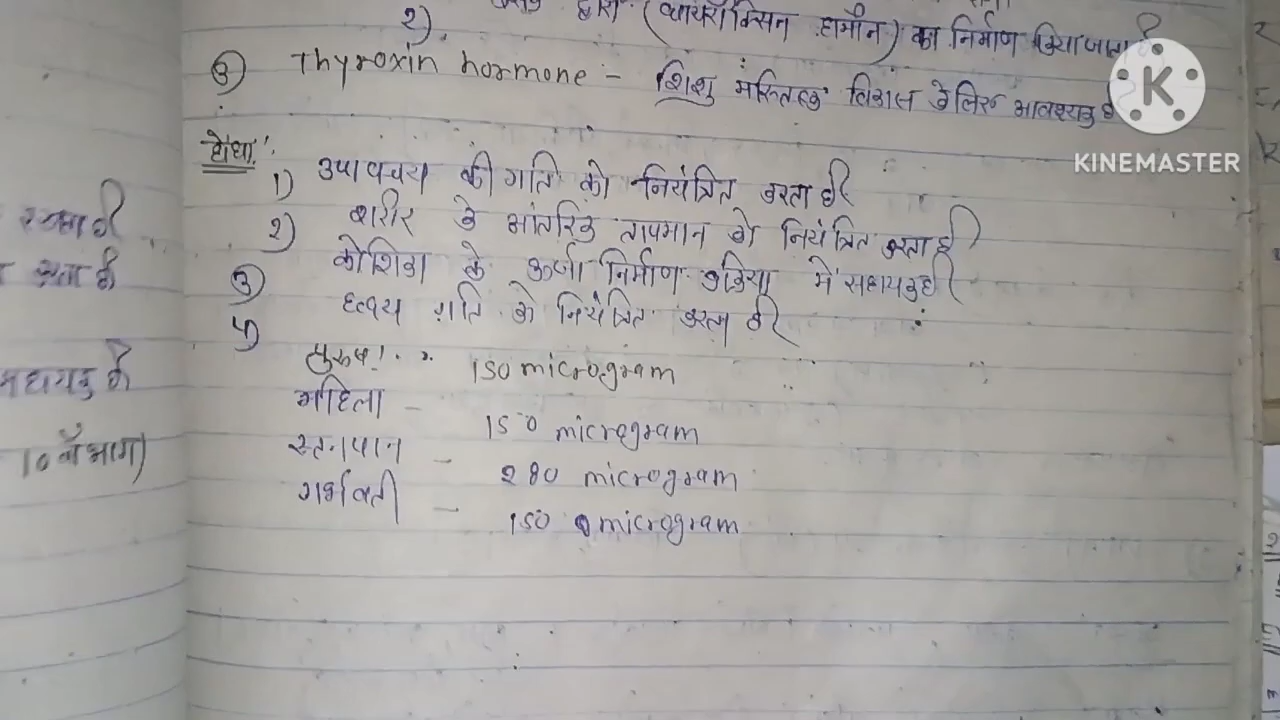 2) द्वारा (थायरॉक्सिन हार्मोन) का निर्माण किया जाता है
③ Thyroxin hormone - शिशु मस्तिष्क विकास के लिए आवश्यक है
KINEMASTER
1) उपापचय की गति को नियंत्रित करता है
2) शरीर के आंतरिक तापमान को नियंत्रित करता है
③ कोशिका के ऊर्जा निर्माण क्रिया में सहायक है
4) हृदय गति को नियंत्रित करता है
पुरुष 150 microgram
महिला - 150 microgram
स्तनपान - 280 microgram
गर्भवती - 150 microgram
सहायक है
10 वें भाग)